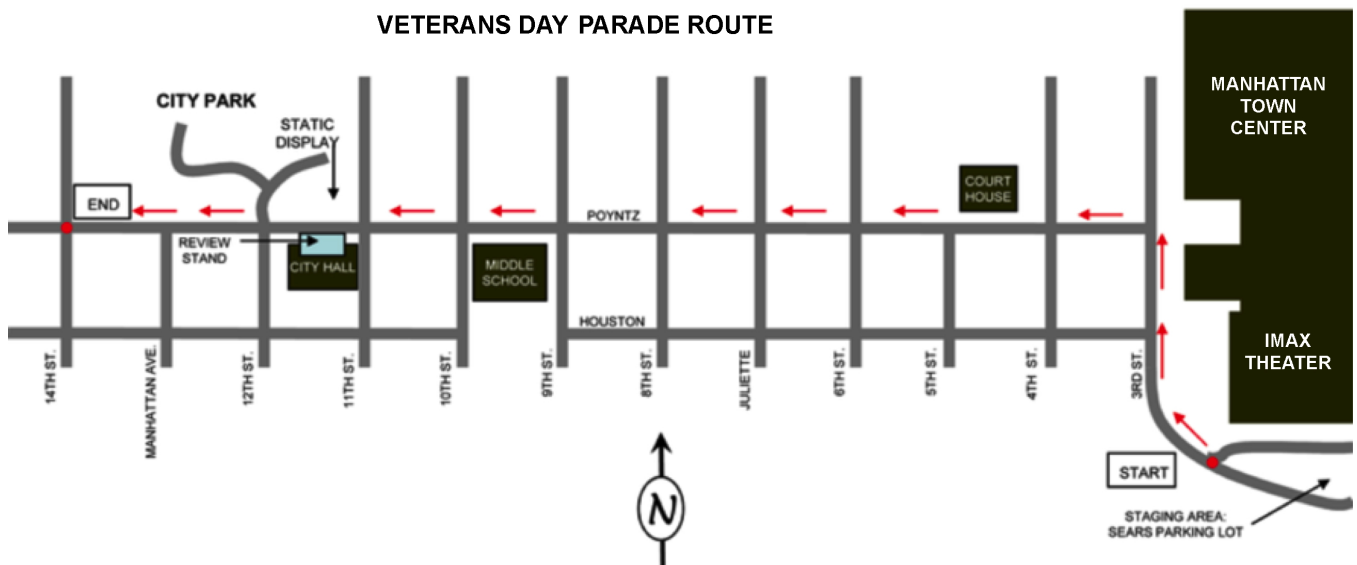 VETERANS DAY PARADE ROUTE
MANHATTAN
TOWN
CENTER
CITY PARK
STATIC
DISPLAY
COURT
HOUSE
END
POYNTZ
REVIEW
STAND
CITY HALL
MIDDLE
SCHOOL
HOUSTON
IMAX
THEATER
14TH ST.
MANHATTAN AVE.
12TH ST.
11TH ST.
10TH ST.
9TH ST.
8TH ST.
JULIETTE
6TH ST.
5TH ST.
4TH ST.
3RD ST.
START
N
STAGING AREA:
SEARS PARKING LOT